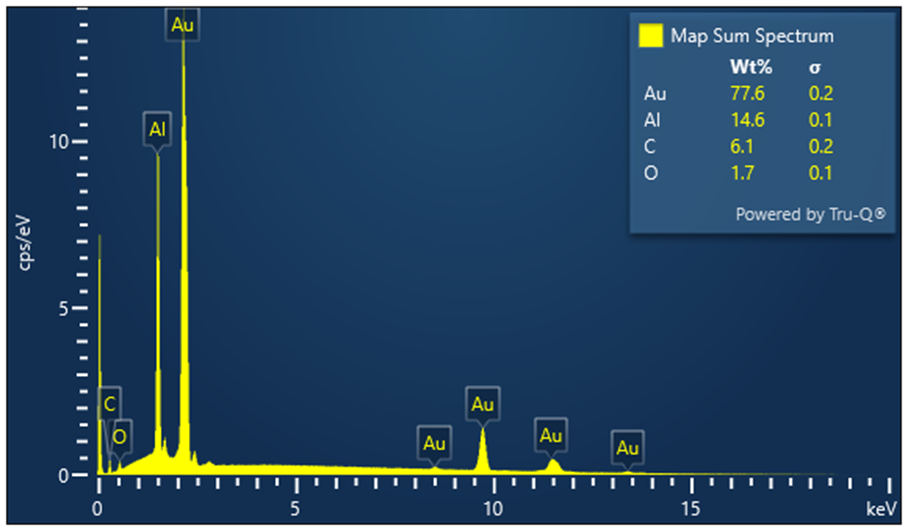 Map Sum Spectrum
Wt% σ
Au 77.6 0.2
Al 14.6 0.1
C 6.1 0.2
O 1.7 0.1
Powered by Tru-Q®
Au
Al
10
cps/eV
5
C
O
Au
Au
Au
Au
0
0 5 10 15 keV